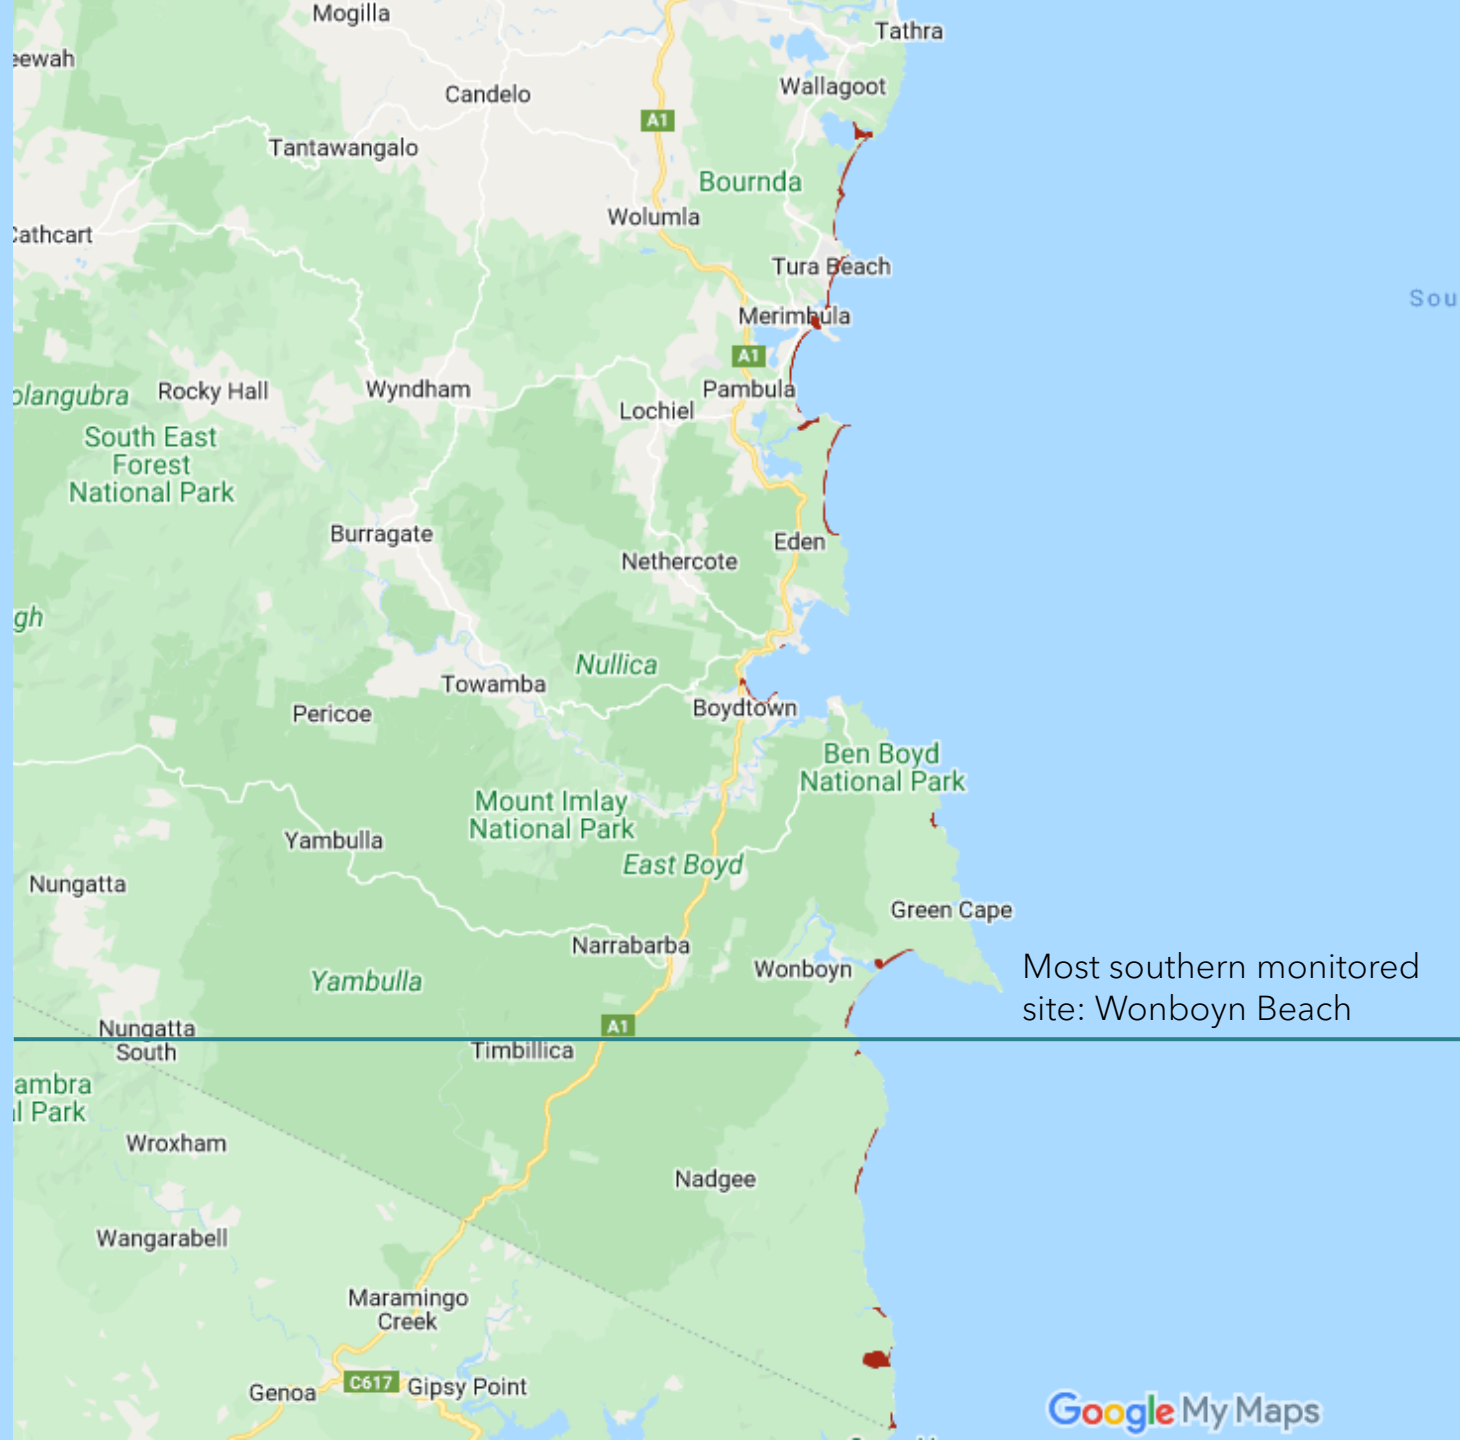 Mogilla
Tathra
eewah
Wallagoot
Candelo
A1
Tantawangalo
Bournda
Wolumla
Cathcart
Tura Beach
Sou
Merimbula
A1
olangubra
Rocky Hall
Wyndham
Pambula
Lochiel
South East
Forest
National Park
Burragate
Eden
Nethercote
gh
Nullica
Towamba
Boydtown
Pericoe
Ben Boyd
National Park
Mount Imlay
National Park
Yambulla
East Boyd
Nungatta
Green Cape
Narrabarba
Wonboyn
Most southern monitored
site: Wonboyn Beach
Yambulla
Nungatta
South
A1
Timbillica
ambra
al Park
Wroxham
Nadgee
Wangarabell
Maramingo
Creek
Genoa
C617
Gipsy Point
Google My Maps